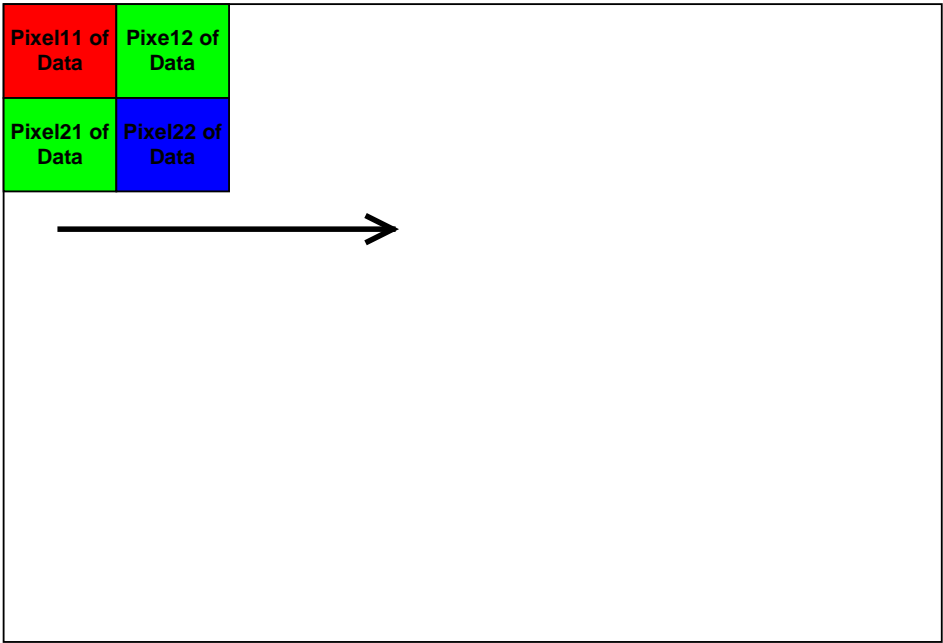 Pixel11 of
Data
Pixe12 of
Data
Pixel21 of
Data
Pixel22 of
Data